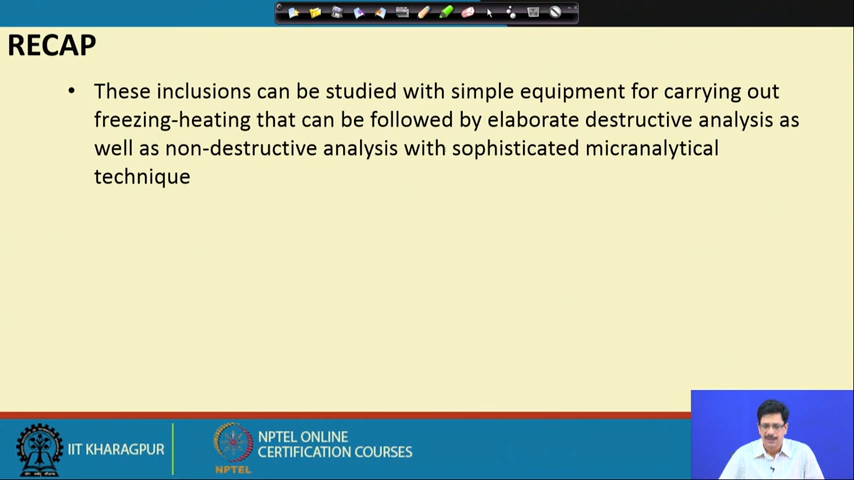 RECAP
• These inclusions can be studied with simple equipment for carrying out
freezing-heating that can be followed by elaborate destructive analysis as
well as non-destructive analysis with sophisticated micranalytical
technique
IIT KHARAGPUR
NPTEL
NPTEL ONLINE
CERTIFICATION COURSES